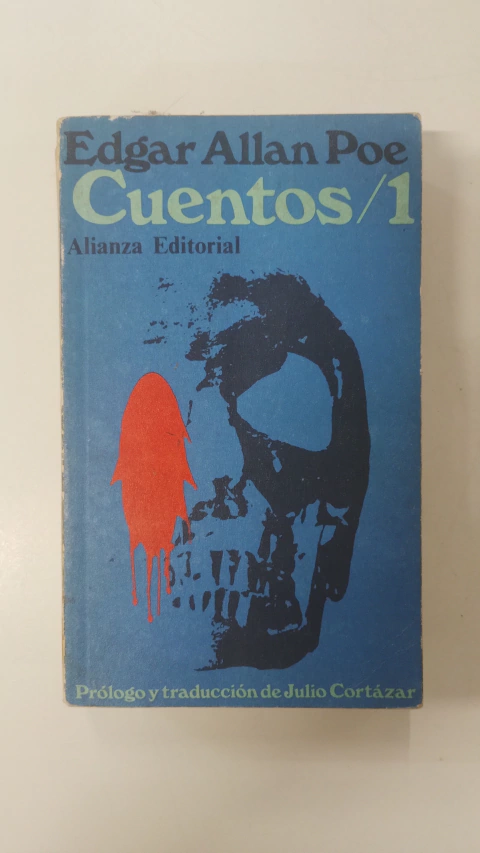 Edgar Allan Poe
Cuentos/1
Alianza Editorial
Prólogo y traducción de Julio Cortázar